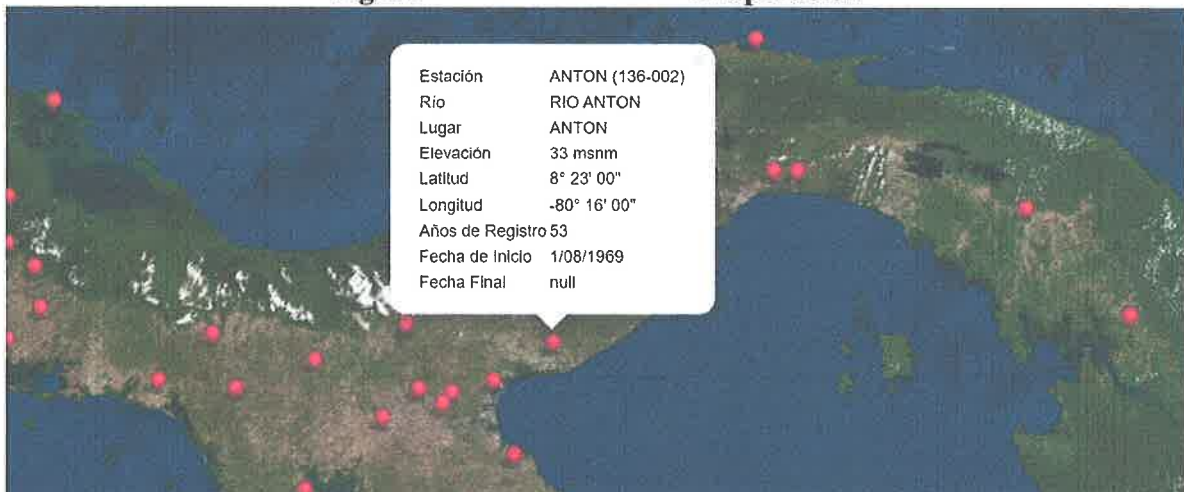 Estación ANTON (136-002)
Río RIO ANTON
Lugar ANTON
Elevación 33 msnm
Latitud 8° 23' 00"
Longitud -80° 16' 00"
Años de Registro 53
Fecha de Inicio 1/08/1969
Fecha Final null